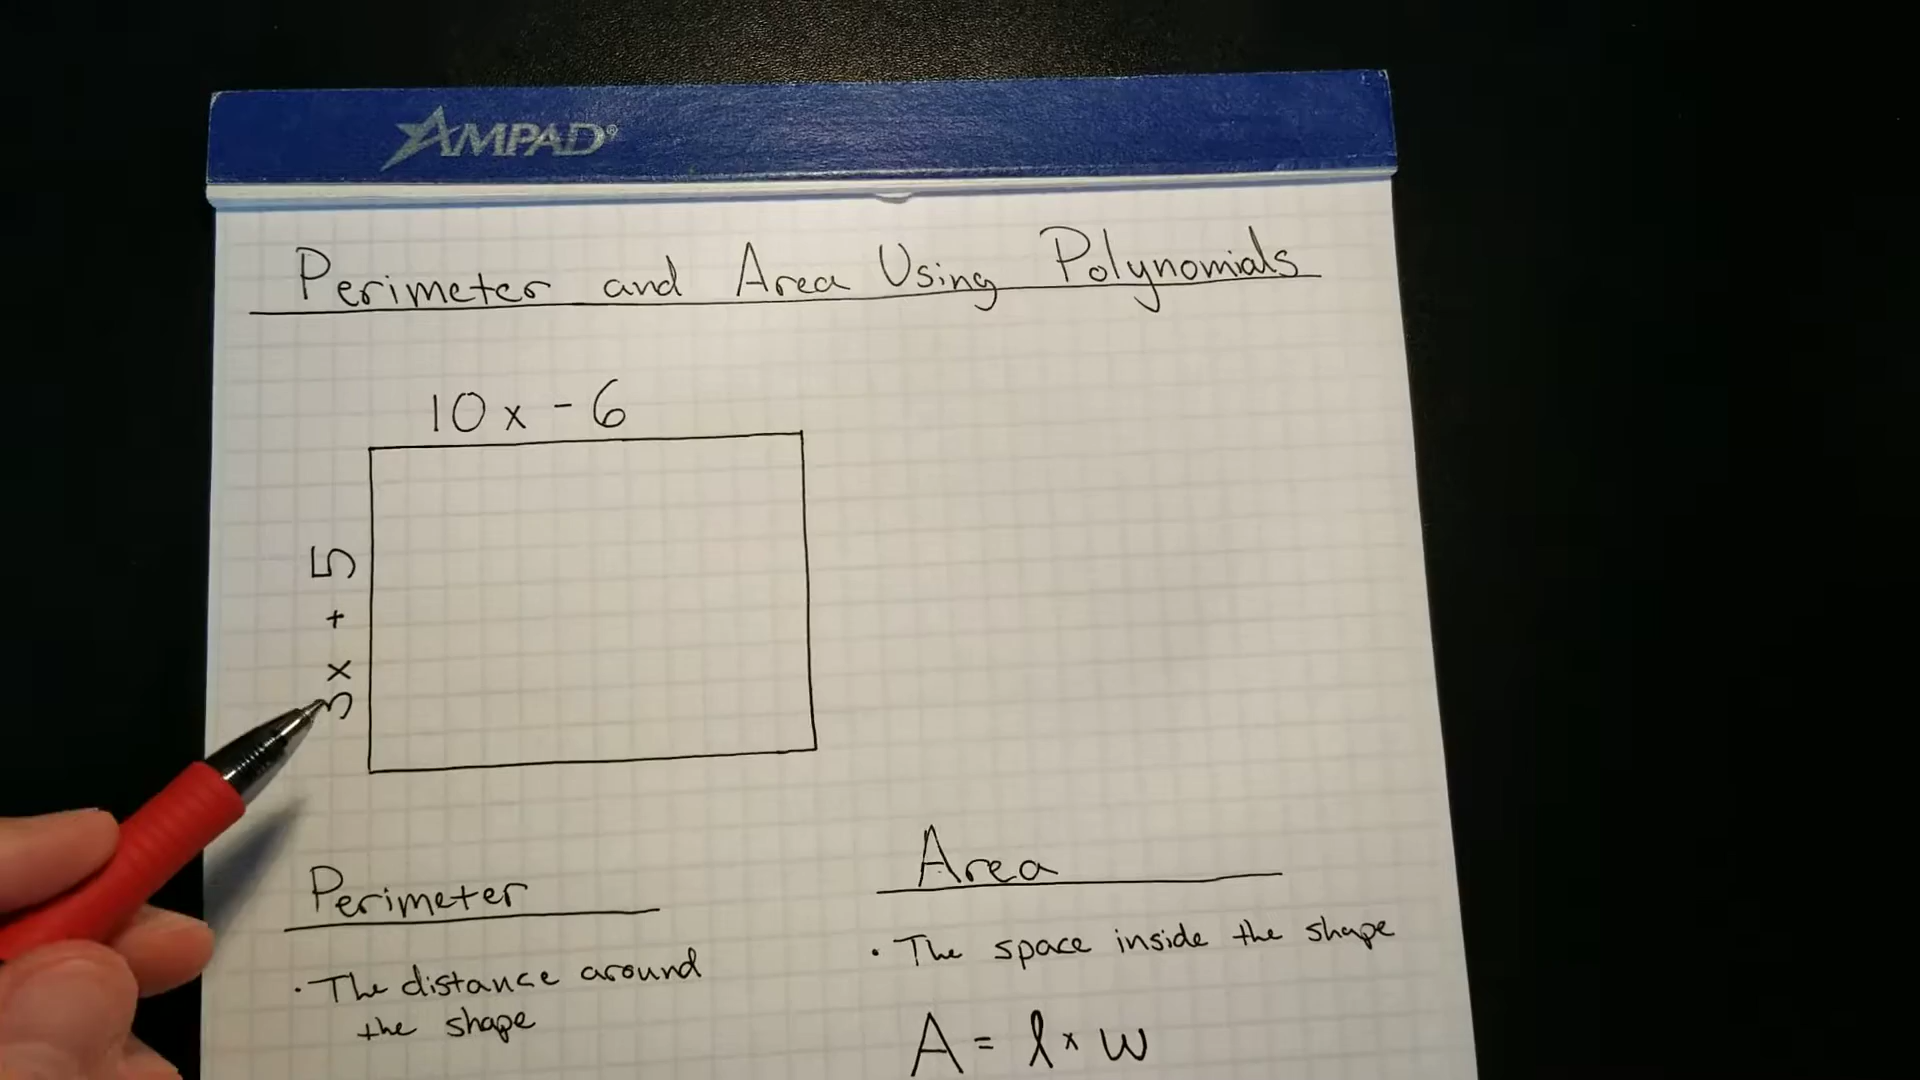 AMPAD®
Perimeter and Area Using Polynomials
10x - 6
3x + 5
Perimeter
• The distance around
the shape
Area
• The space inside the shape
A = l × w